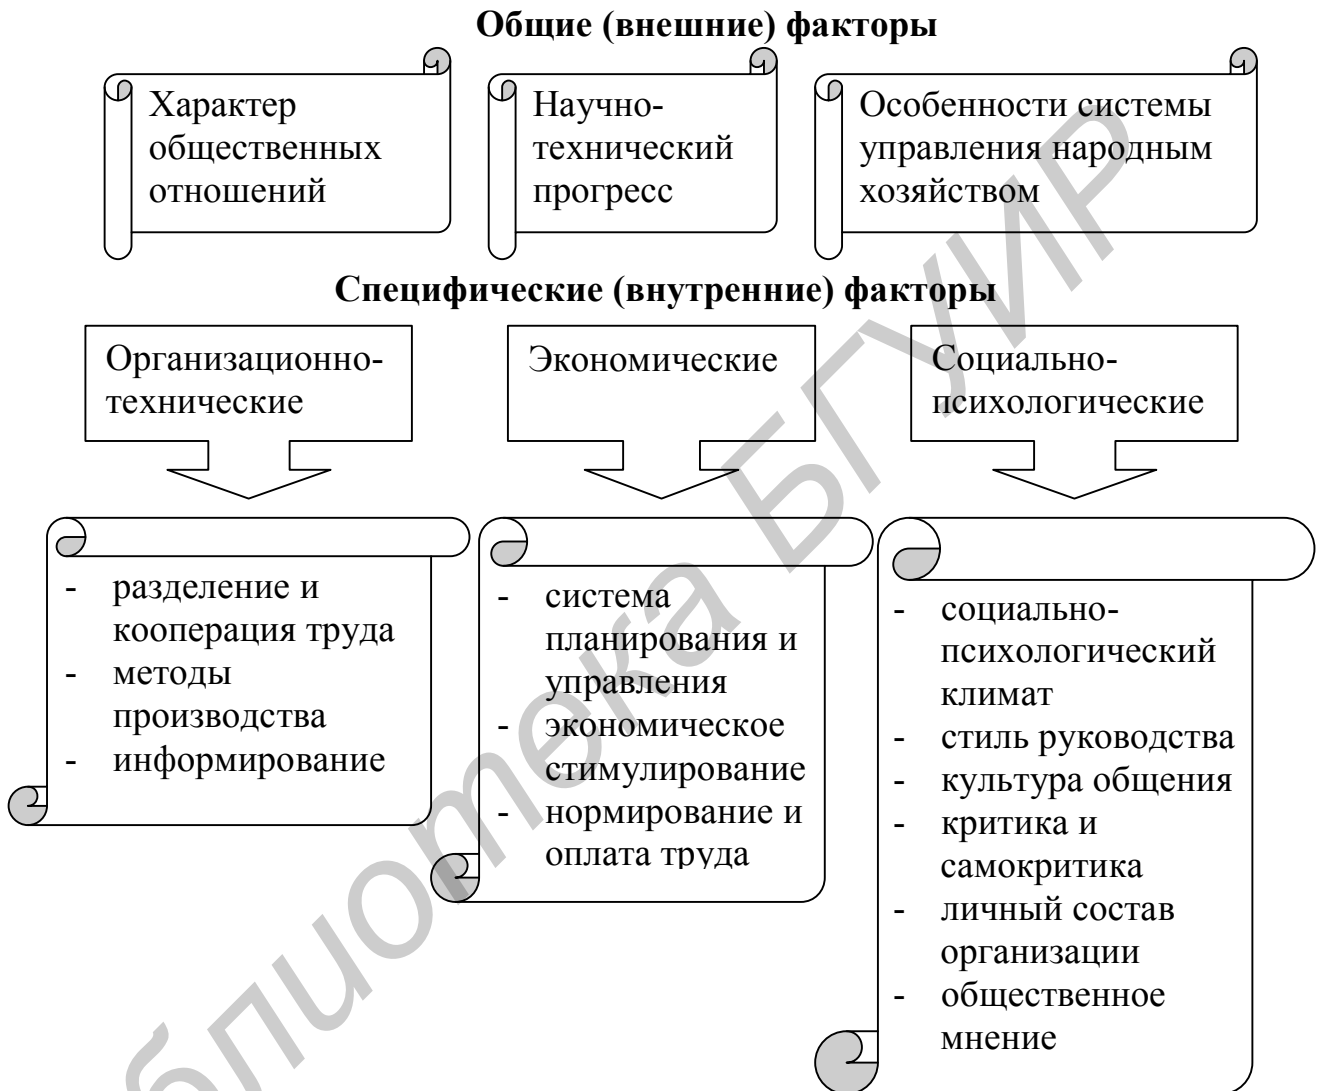 Общие (внешние) факторы
Характер
общественных
отношений
Научно-
технический
прогресс
Особенности системы
управления народным
хозяйством
Специфические (внутренние) факторы
Организационно-
технические
Экономические
Социально-
психологические
- разделение и
кооперация труда
- методы
производства
- информирование
- система
планирования и
управления
- экономическое
стимулирование
- нормирование и
оплата труда
- социально-
психологический
климат
- стиль руководства
- культура общения
- критика и
самокритика
- личный состав
организации
- общественное
мнение
блиотека БГУИР